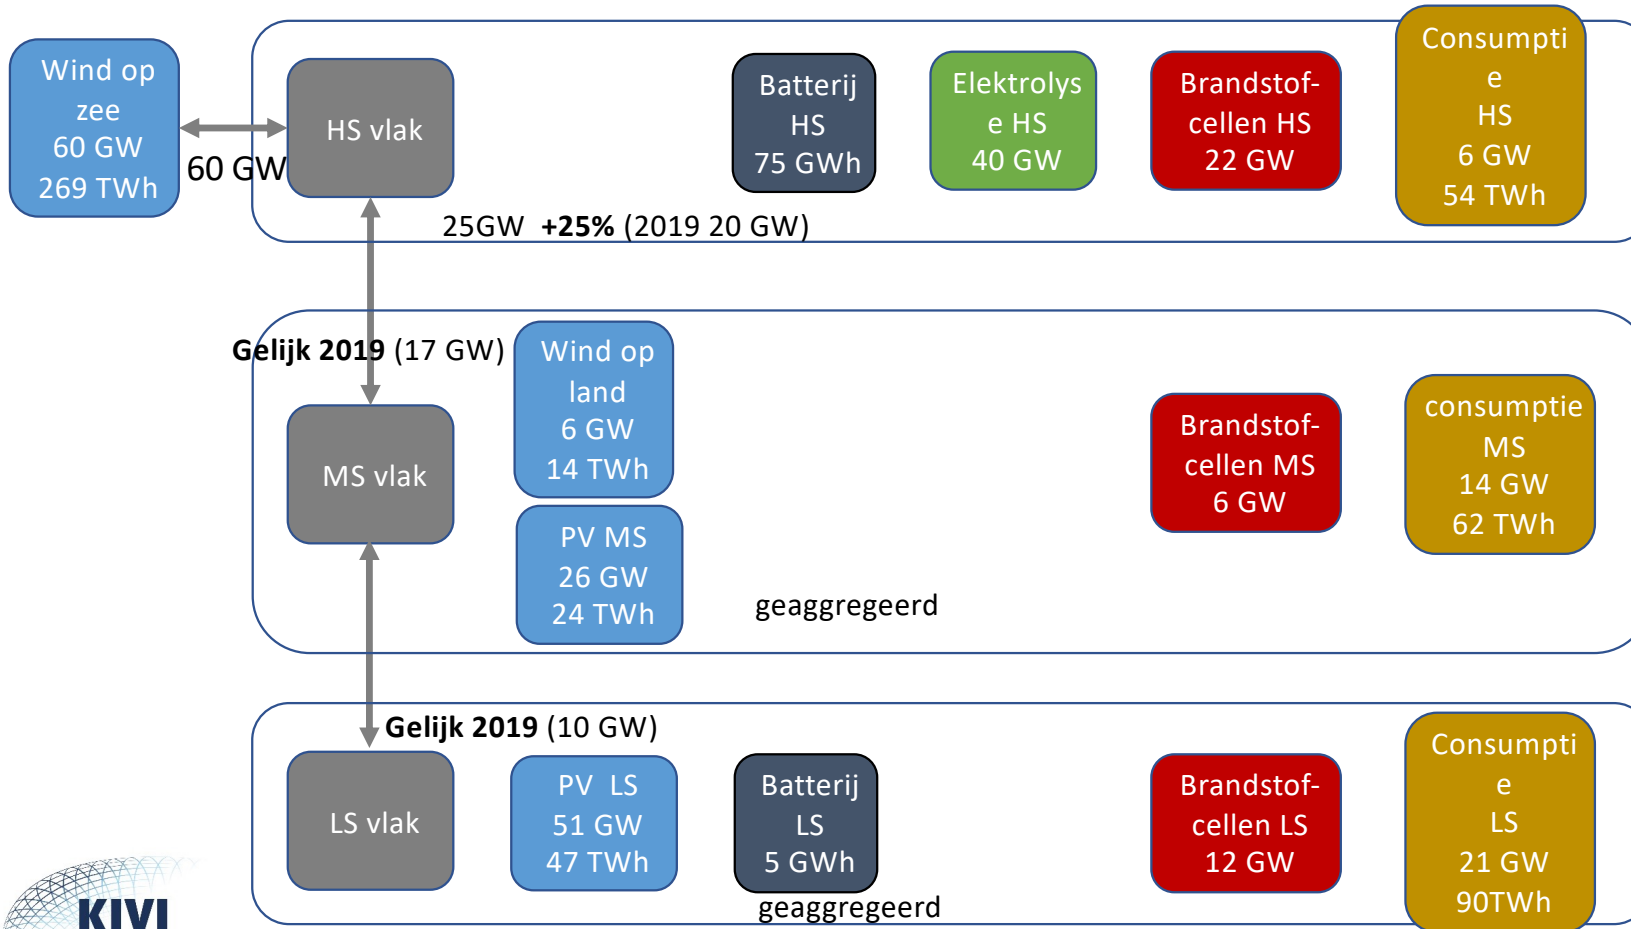 Wind op
zee
60 GW
269 TWh
60 GW
HS vlak
Batterij
HS
75 GWh
Elektrolys
e HS
40 GW
Brandstof-
cellen HS
22 GW
Consumpti
e
HS
6 GW
54 TWh
25GW +25% (2019 20 GW)
Gelijk 2019 (17 GW)
MS vlak
Wind op
land
6 GW
14 TWh
PV MS
26 GW
24 TWh
geaggregeerd
Brandstof-
cellen MS
6 GW
consumptie
MS
14 GW
62 TWh
Gelijk 2019 (10 GW)
LS vlak
PV LS
51 GW
47 TWh
Batterij
LS
5 GWh
geaggregeerd
Brandstof-
cellen LS
12 GW
Consumpti
e
LS
21 GW
90TWh
KIVI